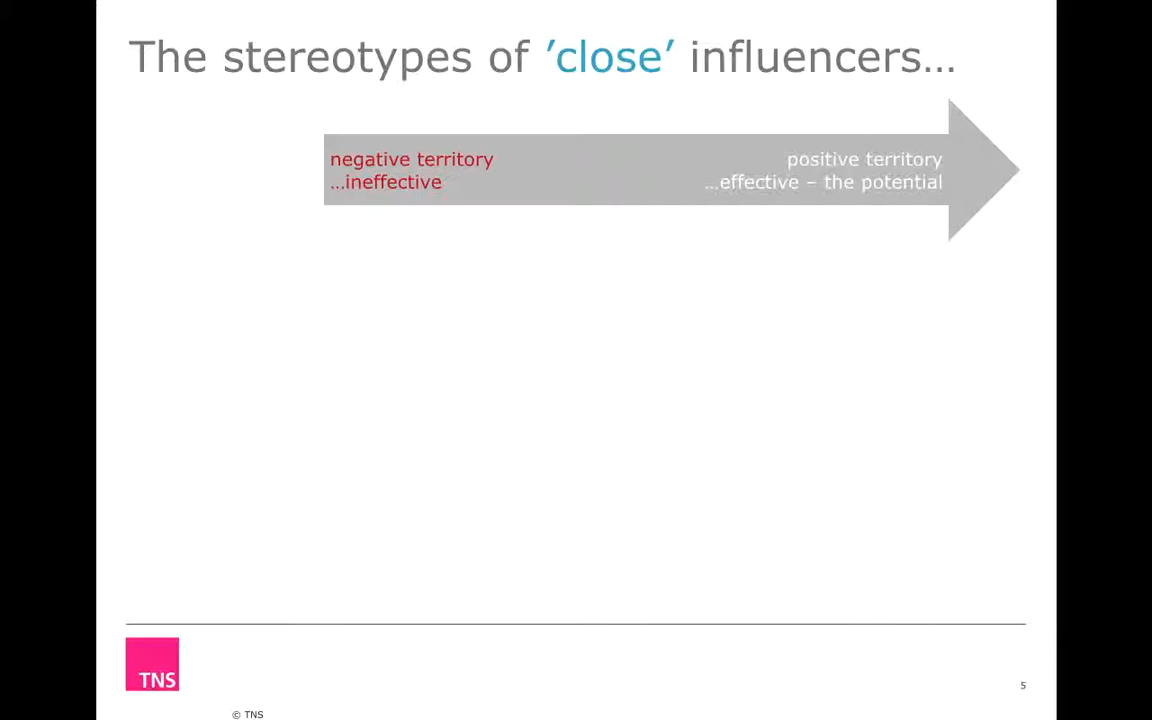 The stereotypes of ’close’ influencers…
negative territory
…ineffective
positive territory
…effective – the potential
TNS
5
© TNS